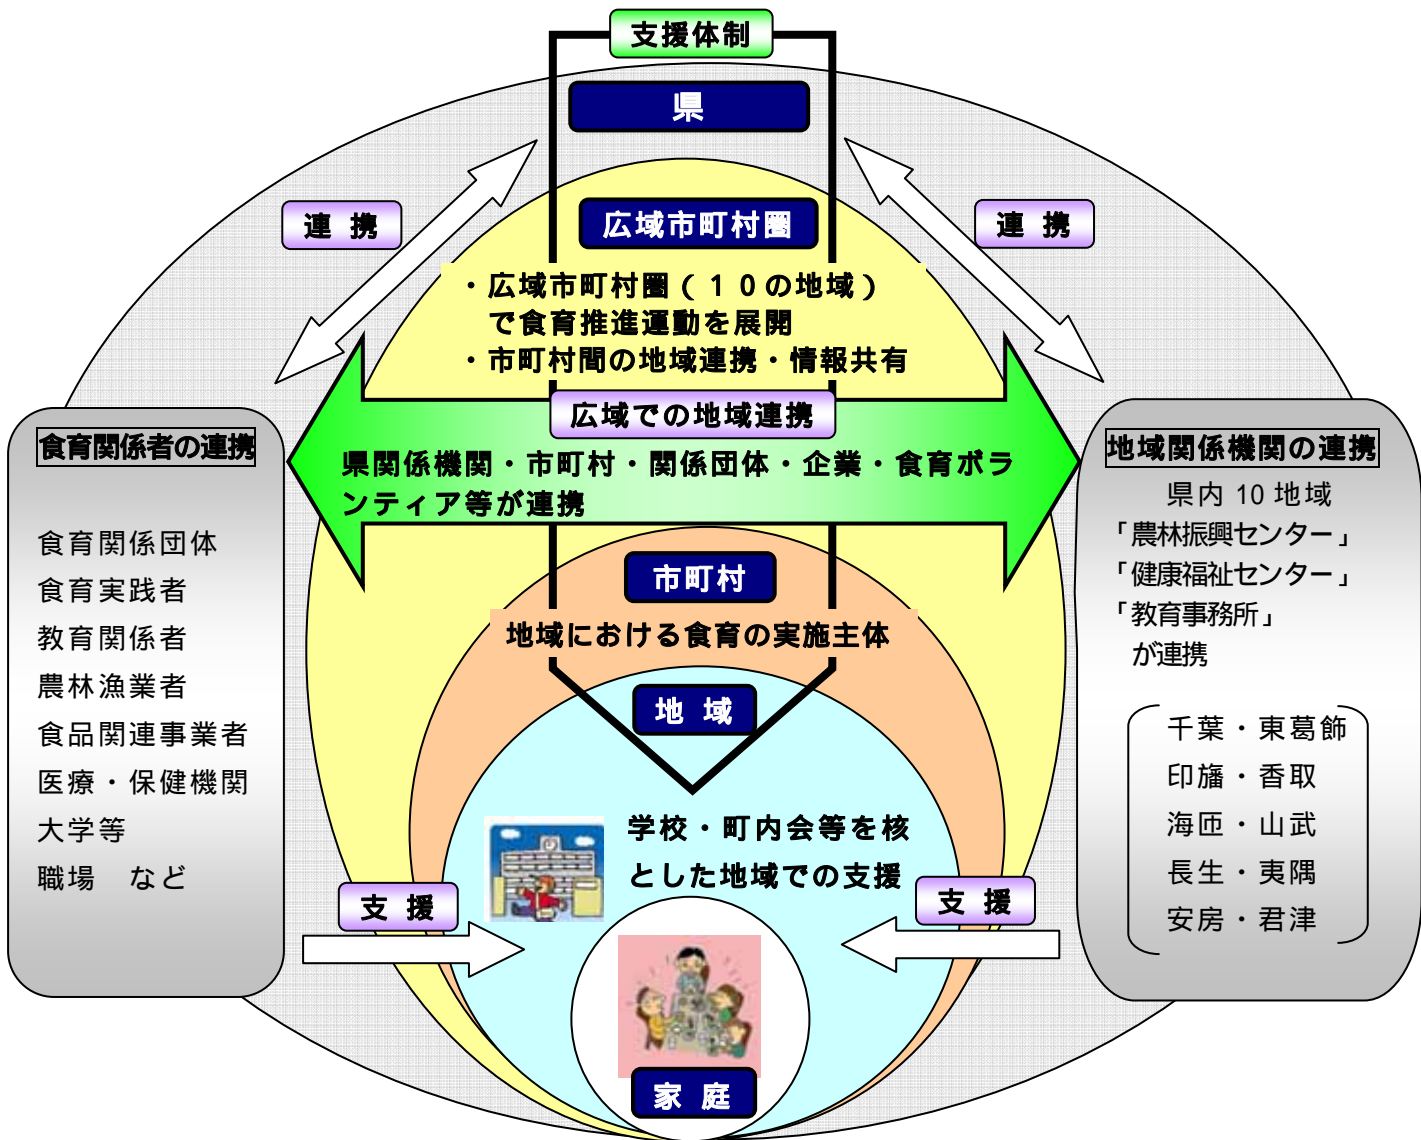 支援体制
県
連 携
連 携
広域市町村圏
・広域市町村圏（１０の地域）
で食育推進運動を展開
・市町村間の地域連携・情報共有
広域での地域連携
県関係機関・市町村・関係団体・企業・食育ボラ
ンティア等が連携
食育関係者の連携
食育関係団体
食育実践者
教育関係者
農林漁業者
食品関連事業者
医療・保健機関
大学等
職場　など
地域関係機関の連携
県内 10 地域
「農林振興センター」
「健康福祉センター」
「教育事務所」
が連携
千葉・東葛飾
印旛・香取
海匝・山武
長生・夷隅
安房・君津
市町村
地域における食育の実施主体
地 域
学校・町内会等を核
とした地域での支援
支 援
支 援
家 庭